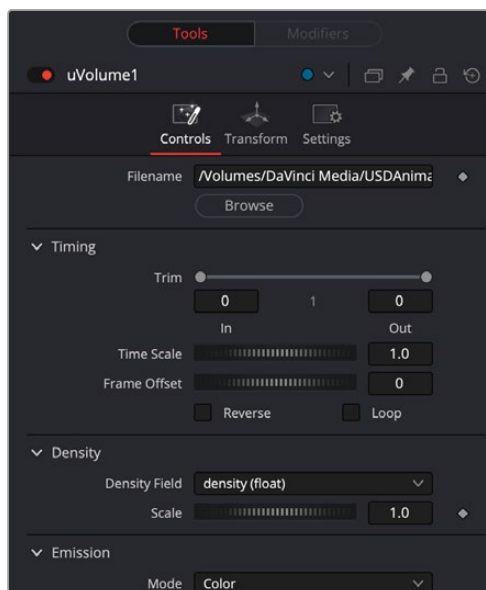 Tools Modifiers
uVolume1
Controls Transform Settings
Filename /Volumes/DaVinci Media/USDAnima
Browse
Timing
Trim
0 1 0
In Out
Time Scale 1.0
Frame Offset 0
Reverse Loop
Density
Density Field density (float)
Scale 1.0
Emission
Mode Color